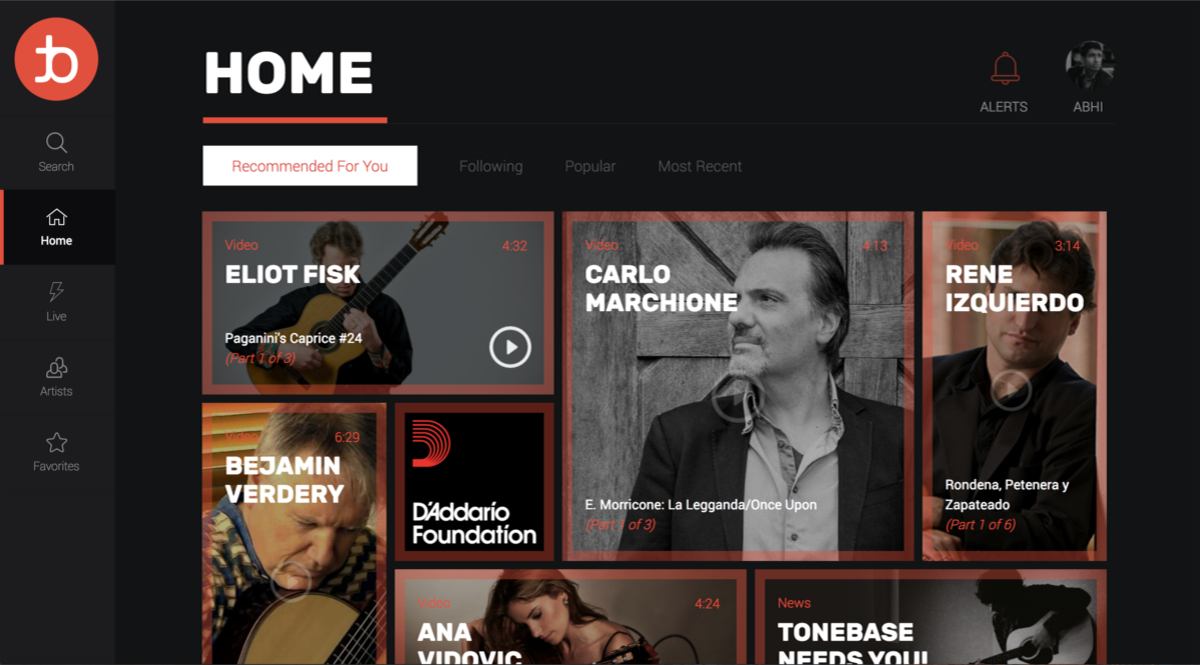 b
HOME
ALERTS
ABHI
Search
Home
Live
Artists
Favorites
Recommended For You
Following
Popular
Most Recent
Video
4:32
ELIOT FISK
Paganini's Caprice #24
(Part 1 of 3)
Video
4:13
CARLO
MARCHIONE
E. Morricone: La Legganda/Once Upon
(Part 1 of 3)
Video
3:14
RENE
IZQUIERDO
Rondena, Petenera y
Zapateado
(Part 1 of 6)
Video
6:29
BEJAMIN
VERDERY
D'Addario
Foundation
Video
4:24
ANA
VIDOVIC
News
TONEBASE
NEEDS YOU!